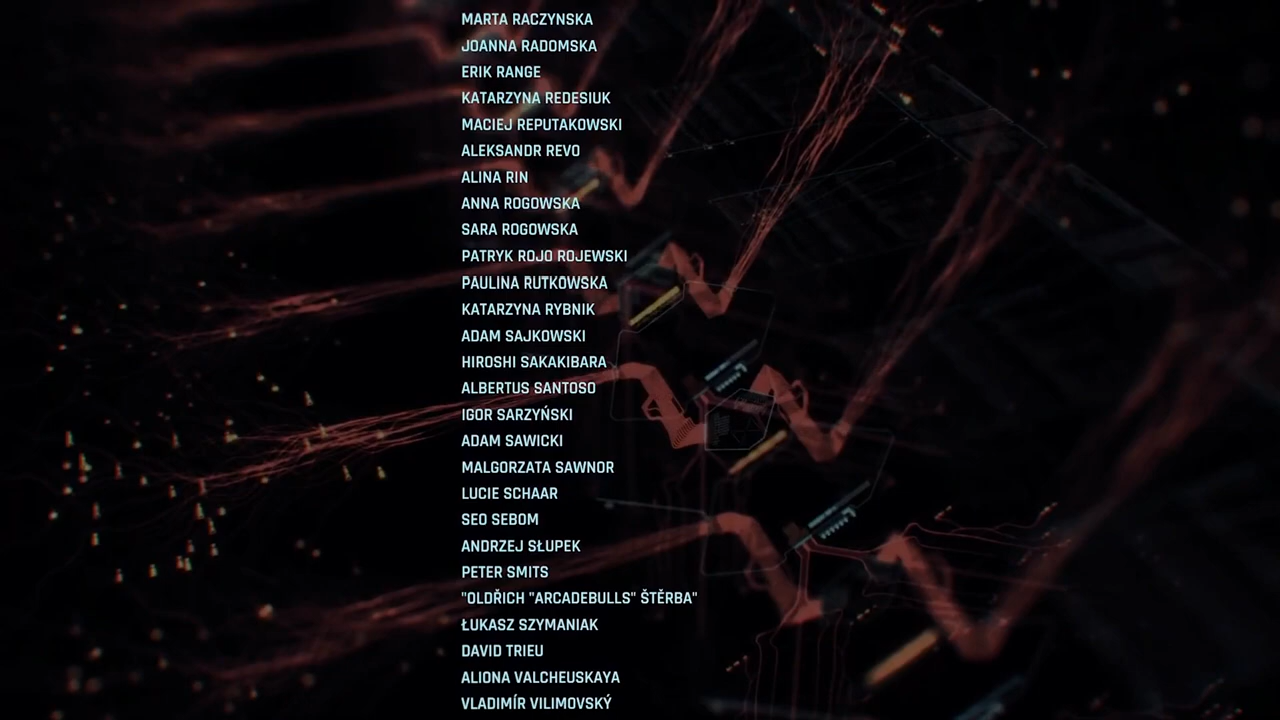 MARTA RACZYNSKA
JOANNA RADOMSKA
ERIK RANGE
KATARZYNA REDESIUK
MACIEJ REPUTAKOWSKI
ALEKSANDR REVO
ALINA RIN
ANNA ROGOWSKA
SARA ROGOWSKA
PATRYK ROJO ROJEWSKI
PAULINA RUTKOWSKA
KATARZYNA RYBNIK
ADAM SAJKOWSKI
HIROSHI SAKAKIBARA
ALBERTUS SANTOSO
IGOR SARZYŃSKI
ADAM SAWICKI
MALGORZATA SAWNOR
LUCIE SCHAAR
SEO SEBOM
ANDRZEJ SŁUPEK
PETER SMITS
"OLDŘICH "ARCADEBULLS" ŠTĚRBA"
ŁUKASZ SZYMANIAK
DAVID TRIEU
ALIONA VALCHEUSKAYA
VLADIMÍR VILIMOVSKÝ